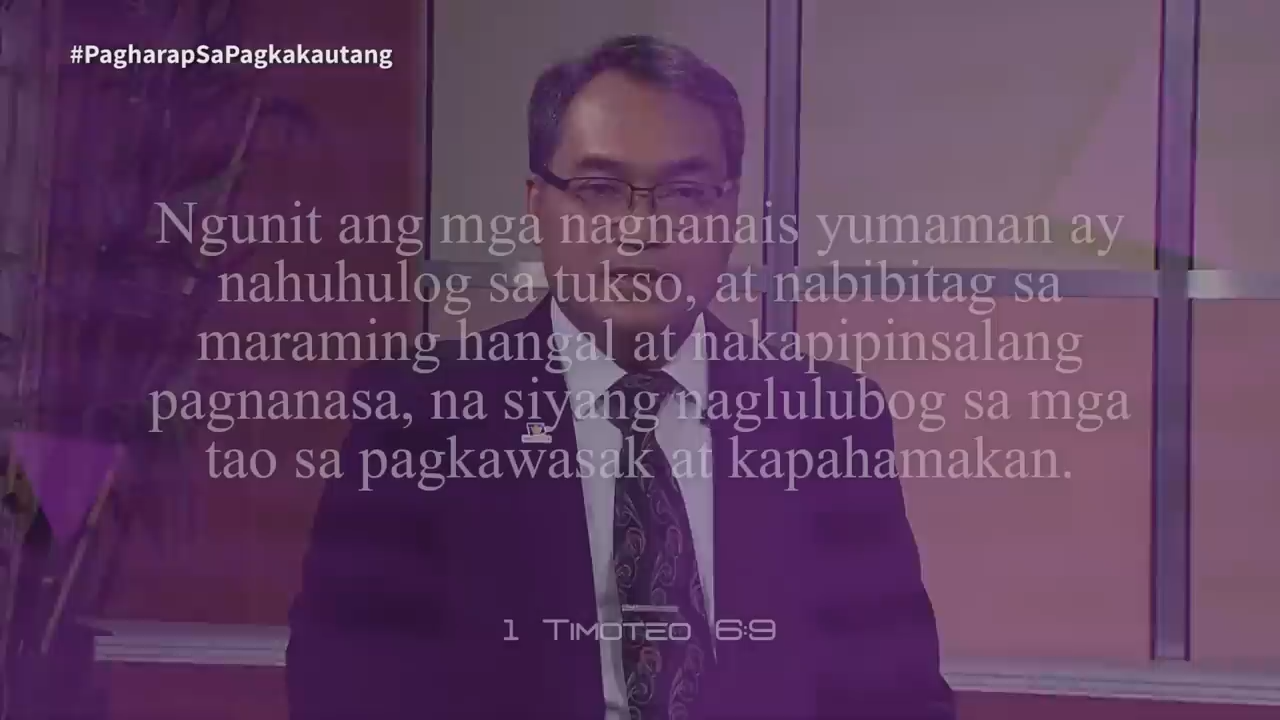 #PagharapSaPagkakautang
Ngunit ang mga nagnanais yumaman ay
nahuhulog sa tukso, at nabibitag sa
maraming hangal at nakapipinsalang
pagnanasa, na siyang naglulubog sa mga
tao sa pagkawasak at kapahamakan.
1 Timoteo 6:9